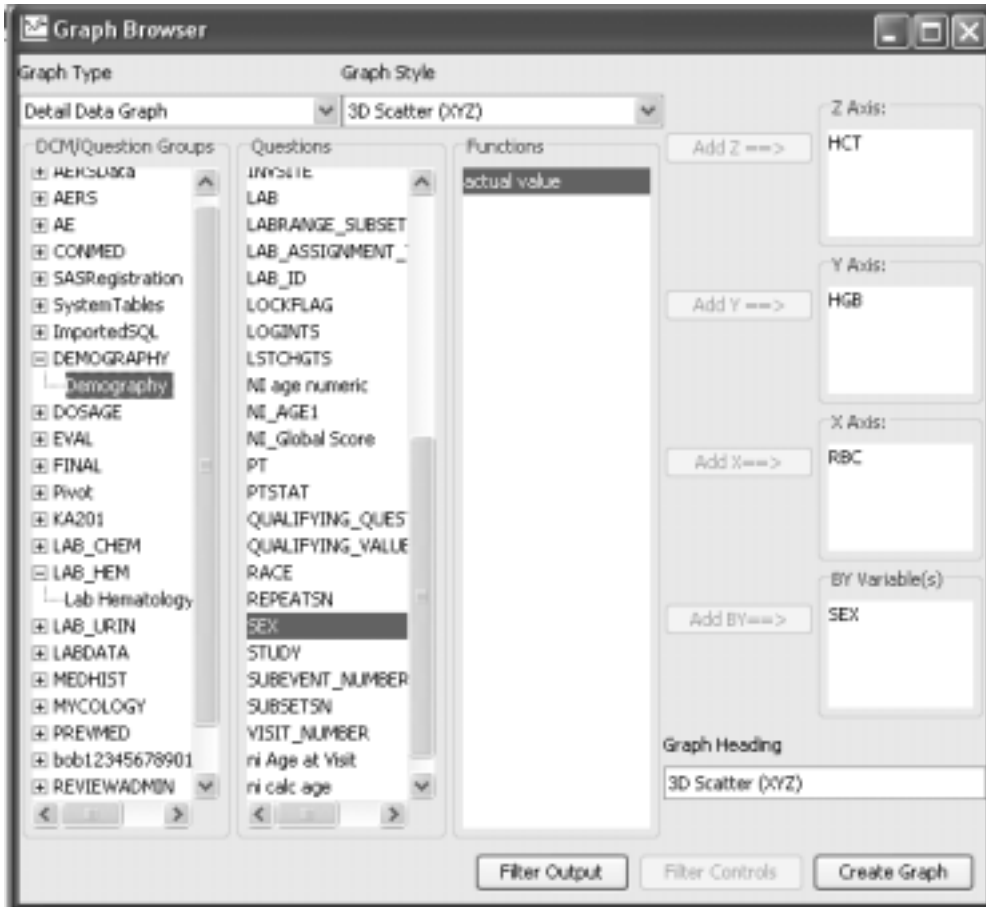 Graph Browser
Graph Type
Graph Style
Detail Data Graph
3D Scatter (XYZ)
DCM/Question Groups
AERSData
AERS
AE
CONMED
SASRegistration
SystemTables
ImportedSQL
DEMOGRAPHY
Demography
DOSAGE
EVAL
FINAL
Pivot
KA201
LAB_CHEM
LAB_HEM
Lab Hematology
LAB_URIN
LABDATA
MEDHIST
MYCOLOGY
PREVMED
bob12345678901
REVIEWADMIN
Questions
INVSITE
LAB
LABRANGE_SUBSET
LAB_ASSIGNMENT_
LAB_ID
LOCKFLAG
LOGINTS
LSTCHGTS
NI age numeric
NI_AGE1
NI_Global Score
PT
PTSTAT
QUALIFYING_QUES
QUALIFYING_VALUE
RACE
REPEATSN
SEX
STUDY
SUBEVENT_NUMBER
SUBSETSN
VISIT_NUMBER
ni Age at Visit
ni calc age
Functions
actual value
Add Z ==>
Z Axis:
HCT
Add Y ==>
Y Axis:
HGB
Add X==>
X Axis:
RBC
Add BY==>
BY Variable(s)
SEX
Graph Heading
3D Scatter (XYZ)
Filter Output
Filter Controls
Create Graph